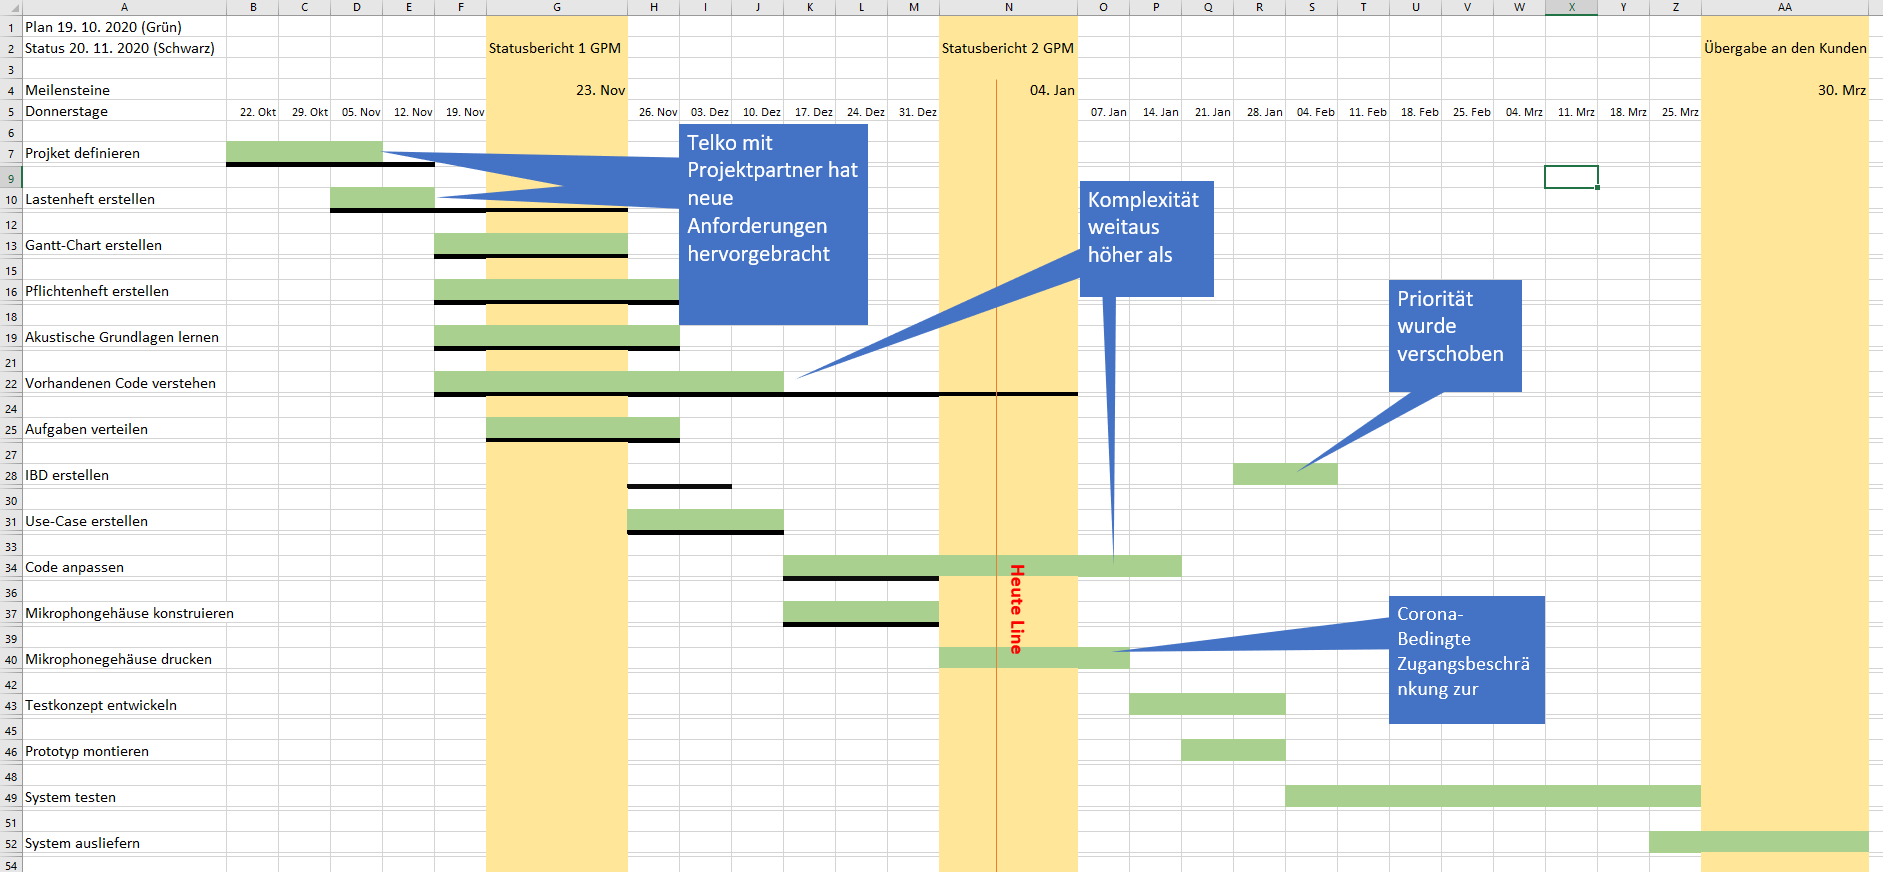 A B C D E F G H I J K L M N O P Q R S T U V W X Y Z AA
1 Plan 19. 10. 2020 (Grün)
2 Status 20. 11. 2020 (Schwarz) Statusbericht 1 GPM Statusbericht 2 GPM Übergabe an den Kunden
3
4 Meilensteine 23. Nov 04. Jan 30. Mrz
5 Donnerstage 22. Okt 29. Okt 05. Nov 12. Nov 19. Nov 26. Nov 03. Dez 10. Dez 17. Dez 24. Dez 31. Dez 07. Jan 14. Jan 21. Jan 28. Jan 04. Feb 11. Feb 18. Feb 25. Feb 04. Mrz 11. Mrz 18. Mrz 25. Mrz
6
7 Projket definieren
9
10 Lastenheft erstellen
12
13 Gantt-Chart erstellen
15
16 Pflichtenheft erstellen
18
19 Akustische Grundlagen lernen
21
22 Vorhandenen Code verstehen
24
25 Aufgaben verteilen
27
28 IBD erstellen
30
31 Use-Case erstellen
33
34 Code anpassen
36
37 Mikrophongehäuse konstruieren
39
40 Mikrophonegehäuse drucken
42
43 Testkonzept entwickeln
45
46 Prototyp montieren
48
49 System testen
51
52 System ausliefern
54
Telko mit
Projektpartner hat
neue
Anforderungen
hervorgebracht
Komplexität
weitaus
höher als
Priorität
wurde
verschoben
Heute Line
Corona-
Bedingte
Zugangsbeschrä
nkung zur